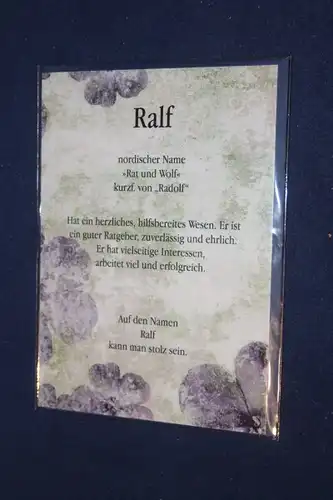 Ralf
nordischer Name
»Rat und Wolf«
kurzf. von „Radolf“
Hat ein herzliches, hilfsbereites Wesen. Er ist
ein guter Ratgeber, zuverlässig und ehrlich.
Er hat vielseitige Interessen,
arbeitet viel und erfolgreich.
Auf den Namen
Ralf
kann man stolz sein.